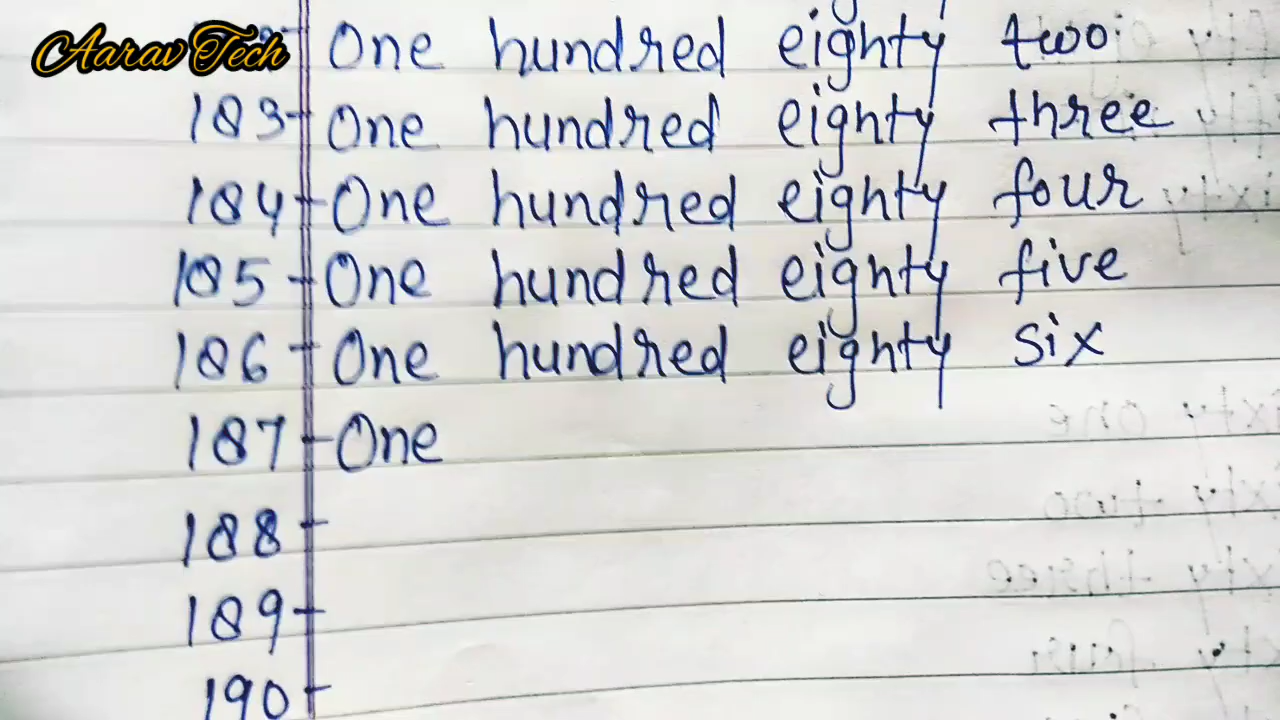 Aarav Tech
One hundred eighty two
183- One hundred eighty three
184- One hundred eighty four
185- One hundred eighty five
186- One hundred eighty six
187- One
188-
189-
190-